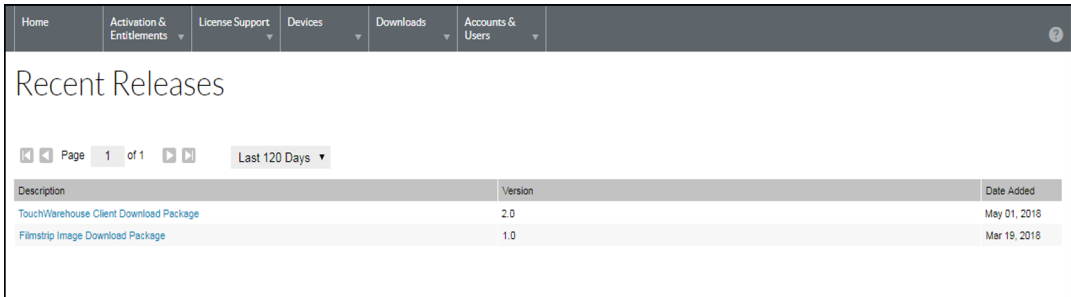 Home Activation & Entitlements License Support Devices Downloads Accounts & Users ?
Recent Releases
Page 1 of 1 Last 120 Days
Description Version Date Added
TouchWarehouse Client Download Package 2.0 May 01, 2018
Filmstrip Image Download Package 1.0 Mar 19, 2018